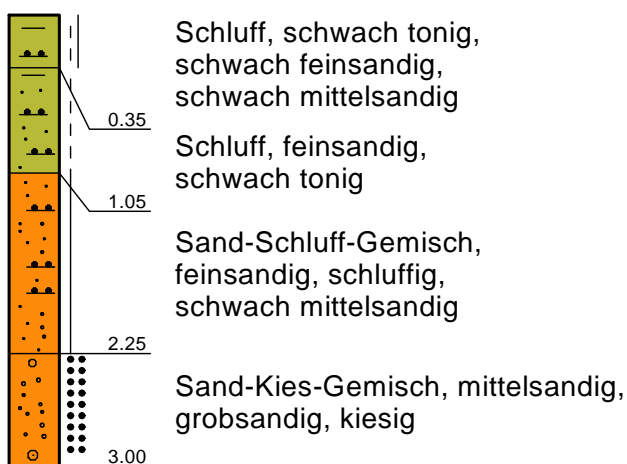 Schluff, schwach tonig,
schwach feinsandig,
schwach mittelsandig
0.35
Schluff, feinsandig,
schwach tonig
1.05
Sand-Schluff-Gemisch,
feinsandig, schluffig,
schwach mittelsandig
2.25
Sand-Kies-Gemisch, mittelsandig,
grobsandig, kiesig
3.00